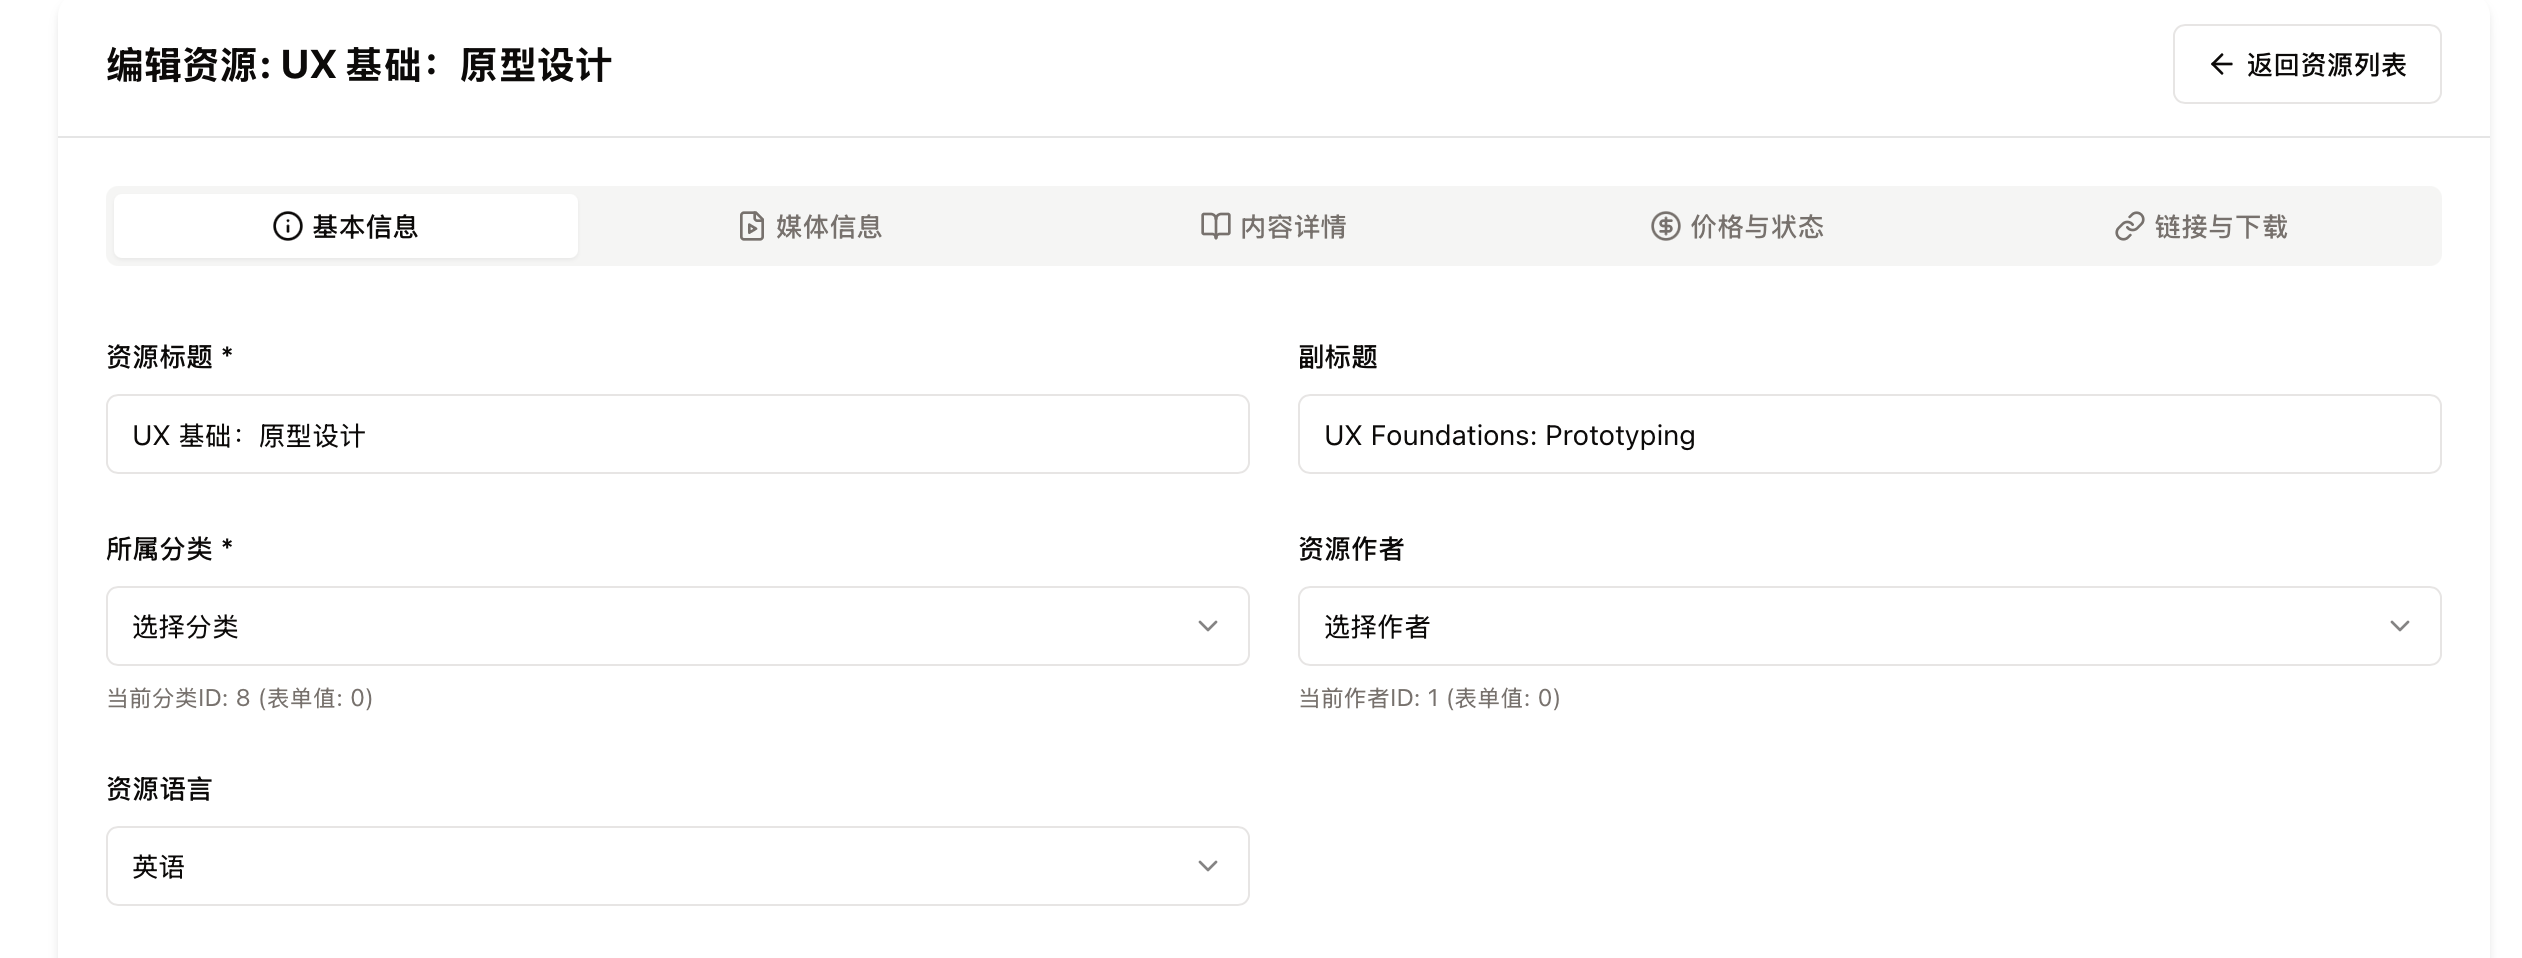 编辑资源: UX 基础：原型设计
返回资源列表
基本信息
媒体信息
内容详情
价格与状态
链接与下载
资源标题 *
副标题
UX 基础：原型设计
UX Foundations: Prototyping
所属分类 *
资源作者
选择分类
选择作者
当前分类ID: 8 (表单值: 0)
当前作者ID: 1 (表单值: 0)
资源语言
英语